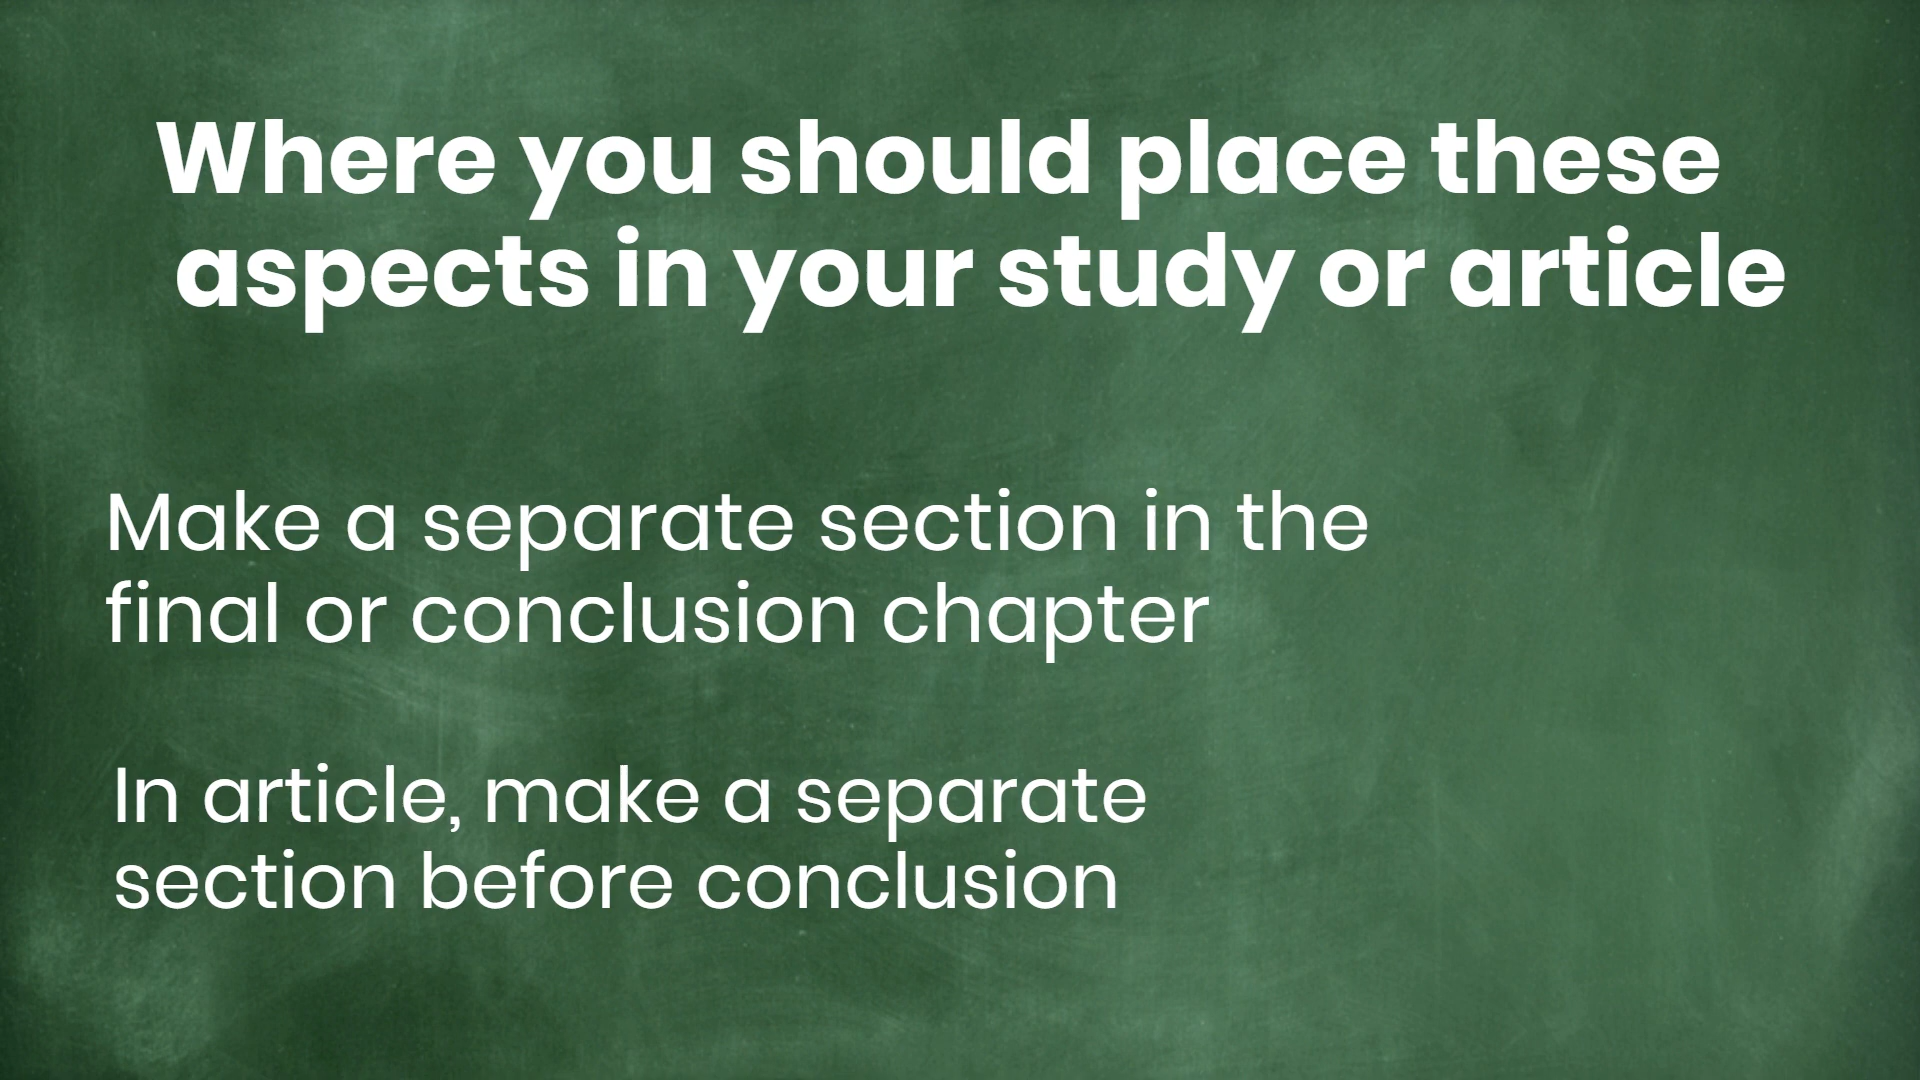 Where you should place these
aspects in your study or article
Make a separate section in the
final or conclusion chapter
In article, make a separate
section before conclusion